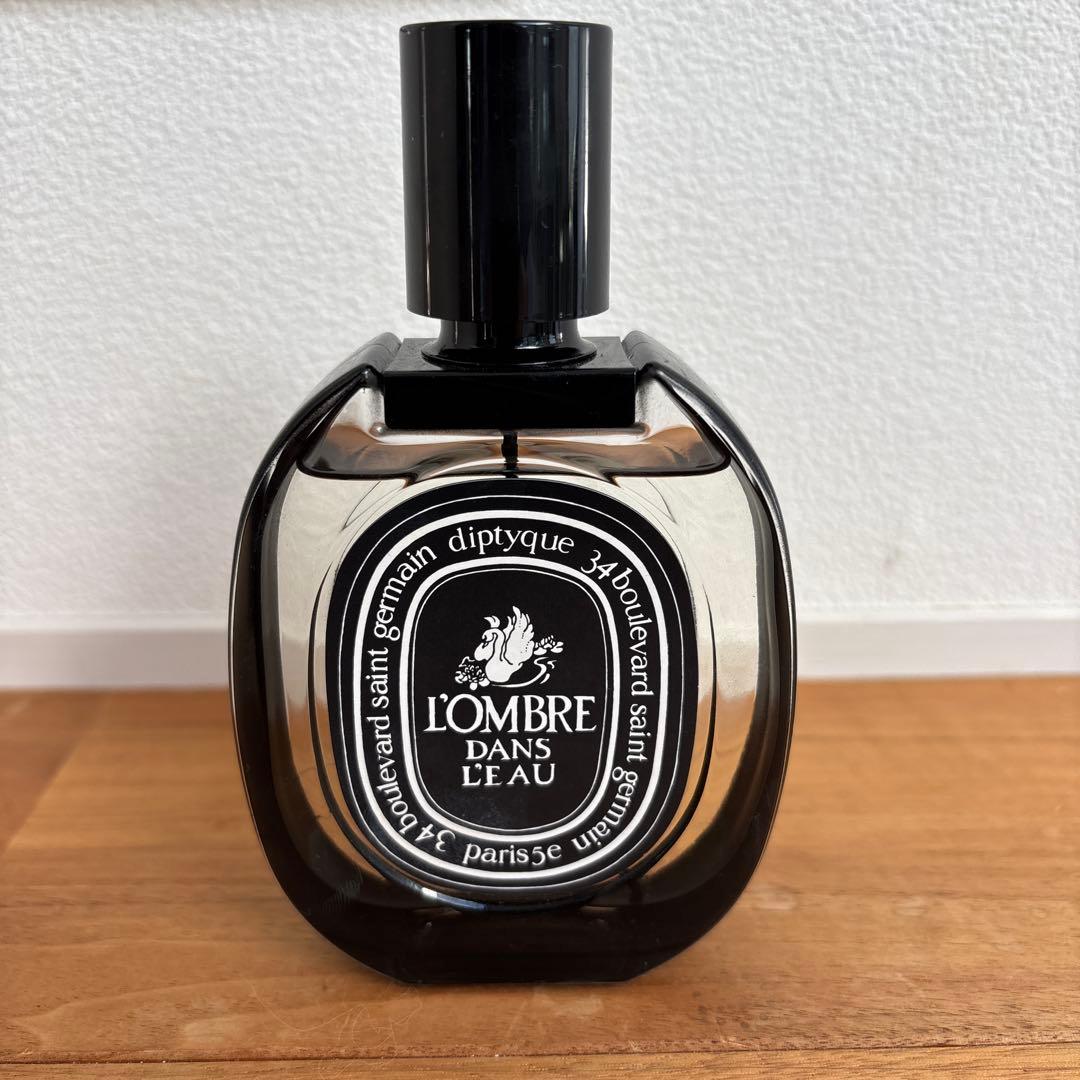 diptyque 34 boulevard saint germain paris5e 34 boulevard saint germain
L'OMBRE
DANS
L'EAU